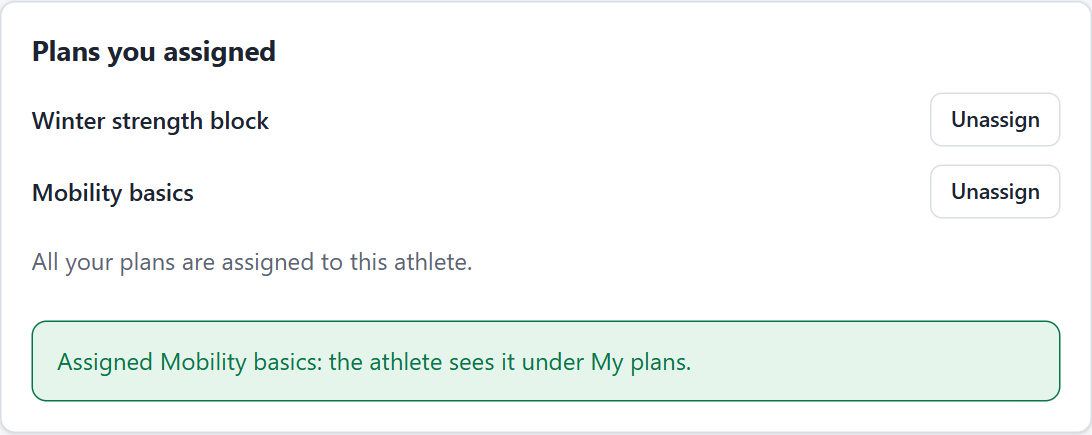 Plans you assigned
Winter strength block
Unassign
Mobility basics
Unassign
All your plans are assigned to this athlete.
Assigned Mobility basics: the athlete sees it under My plans.